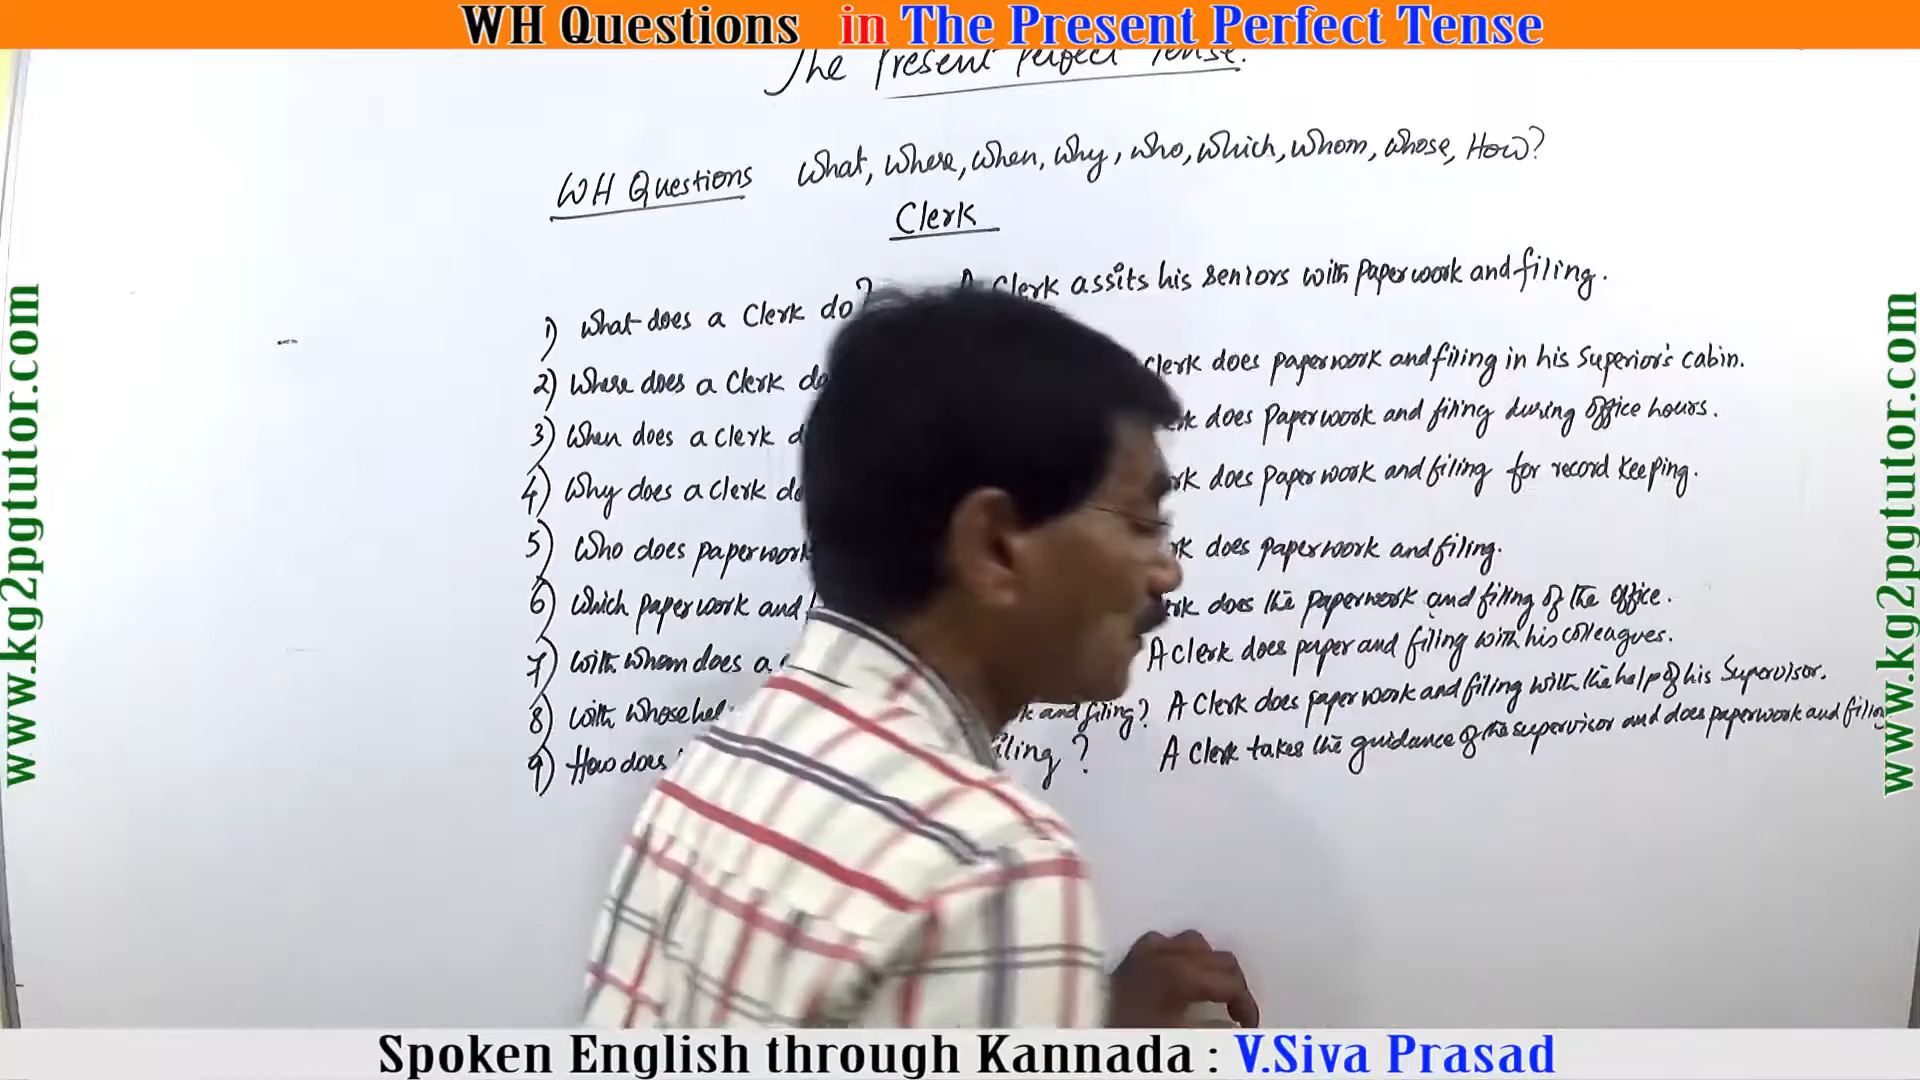 WH Questions in The Present Perfect Tense
The Present Perfect Tense.
WH Questions What, Where, When, Why, Who, Which, Whom, Whose, How?
Clerk
1) What does a Clerk do? A Clerk assits his seniors with Paperwork and filing.
2) Where does a Clerk do Clerk does paperwork and filing in his Superior's cabin.
3) When does a clerk does Paperwork and filing during office hours.
4) Why does a clerk do does Paperwork and filing for record keeping.
5) Who does paperwork does paperwork and filing.
6) Which paperwork and does the paperwork and filing of the office.
7) With whom does a A clerk does paper and filing with his colleagues.
8) With whose and filing? A Clerk does paperwork and filing with the help of his Supervisor.
9) How does filing? A Clerk takes the guidance of the supervisor and does paperwork and filing
www.kg2pgtutor.com
www.kg2pgtutor.com
Spoken English through Kannada : V.Siva Prasad